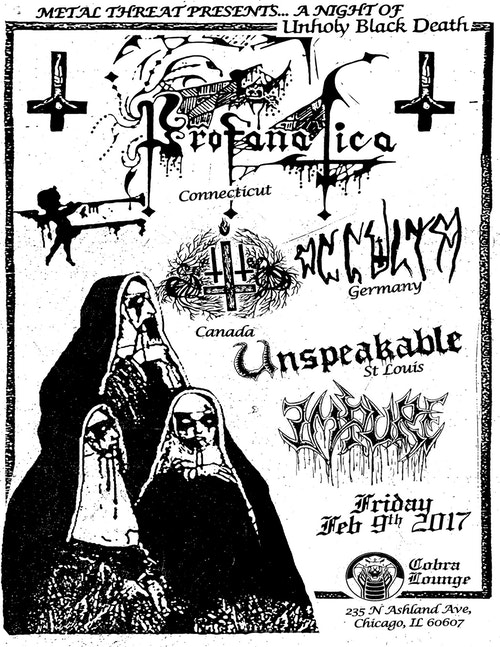 METAL THREAT PRESENTS... A NIGHT OF
Unholy Black Death
Profanatica
Connecticut
Germany
Canada
Unspeakable
St Louis
IMPURE
Friday
Feb 9th 2017
Cobra
Lounge
235 N Ashland Ave,
Chicago, IL 60607